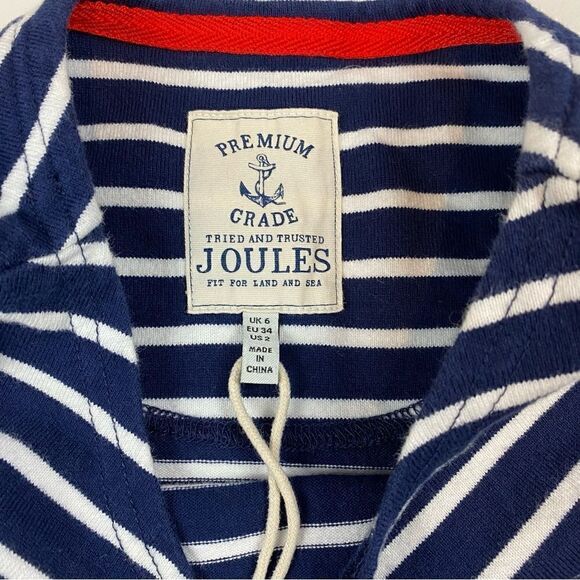 PREMIUM
GRADE
TRIED AND TRUSTED
JOULES
FIT FOR LAND AND SEA
UK 6
EU 34
US 2
MADE
IN
CHINA